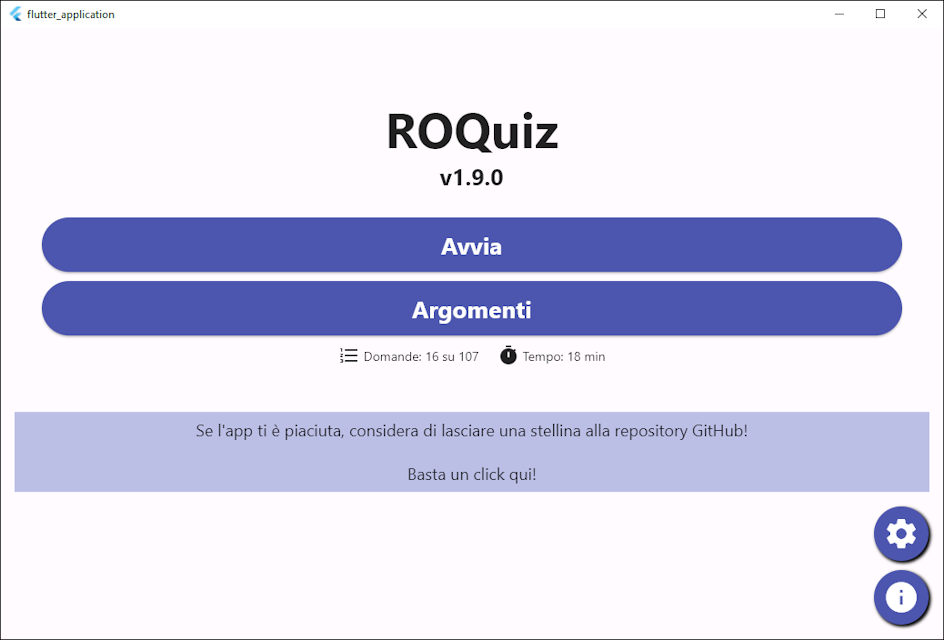 flutter_application
ROQuiz
v1.9.0
Avvia
Argomenti
Domande: 16 su 107 Tempo: 18 min
Se l'app ti è piaciuta, considera di lasciare una stellina alla repository GitHub!
Basta un click qui!